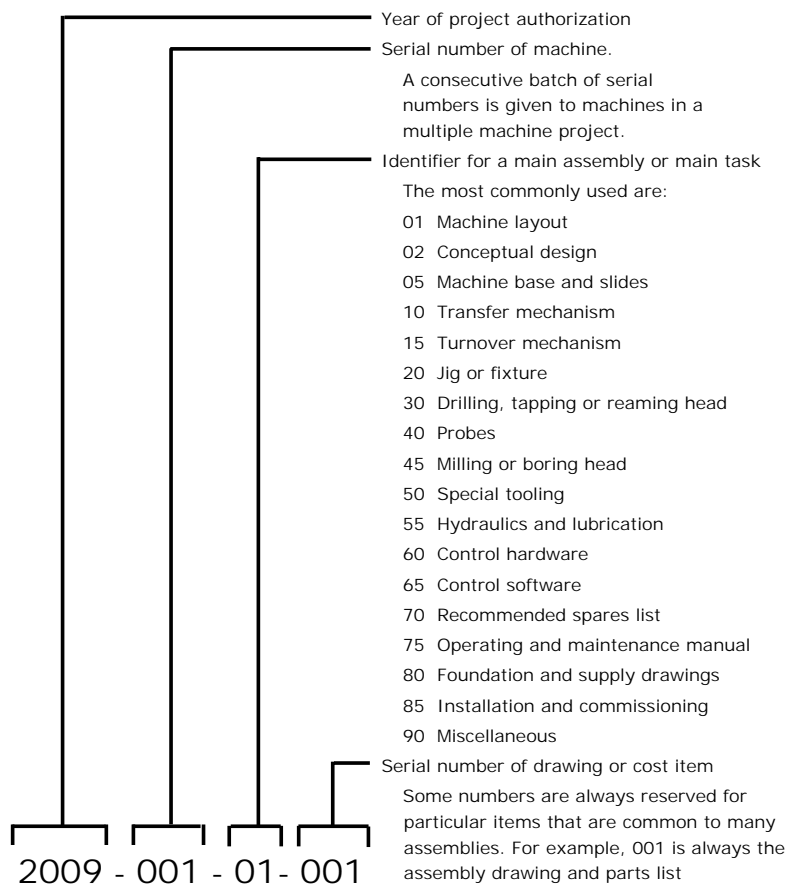 Year of project authorization
Serial number of machine.
A consecutive batch of serial
numbers is given to machines in a
multiple machine project.
Identifier for a main assembly or main task
The most commonly used are:
01 Machine layout
02 Conceptual design
05 Machine base and slides
10 Transfer mechanism
15 Turnover mechanism
20 Jig or fixture
30 Drilling, tapping or reaming head
40 Probes
45 Milling or boring head
50 Special tooling
55 Hydraulics and lubrication
60 Control hardware
65 Control software
70 Recommended spares list
75 Operating and maintenance manual
80 Foundation and supply drawings
85 Installation and commissioning
90 Miscellaneous
Serial number of drawing or cost item
Some numbers are always reserved for
particular items that are common to many
assemblies. For example, 001 is always the
assembly drawing and parts list
2009 - 001 - 01 - 001